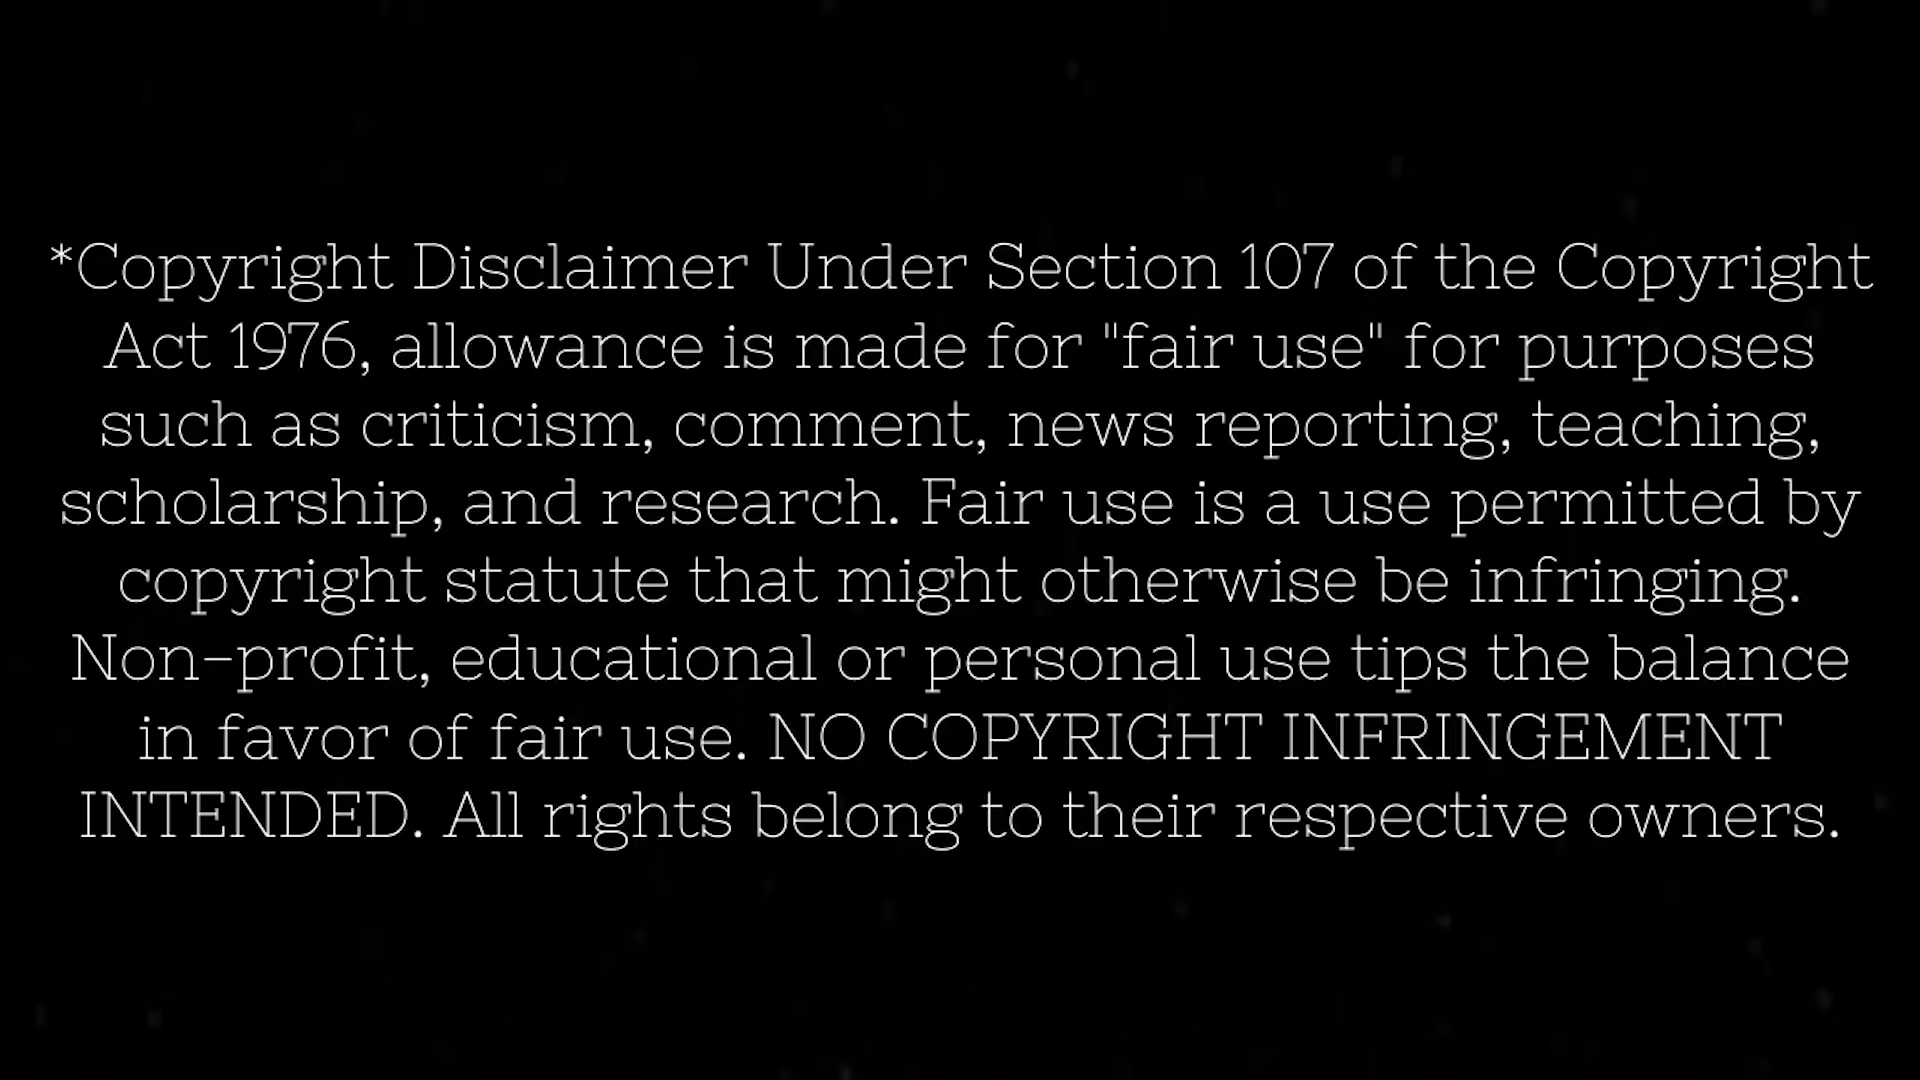 *Copyright Disclaimer Under Section 107 of the Copyright
Act 1976, allowance is made for "fair use" for purposes
such as criticism, comment, news reporting, teaching,
scholarship, and research. Fair use is a use permitted by
copyright statute that might otherwise be infringing.
Non-profit, educational or personal use tips the balance
in favor of fair use. NO COPYRIGHT INFRINGEMENT
INTENDED. All rights belong to their respective owners.